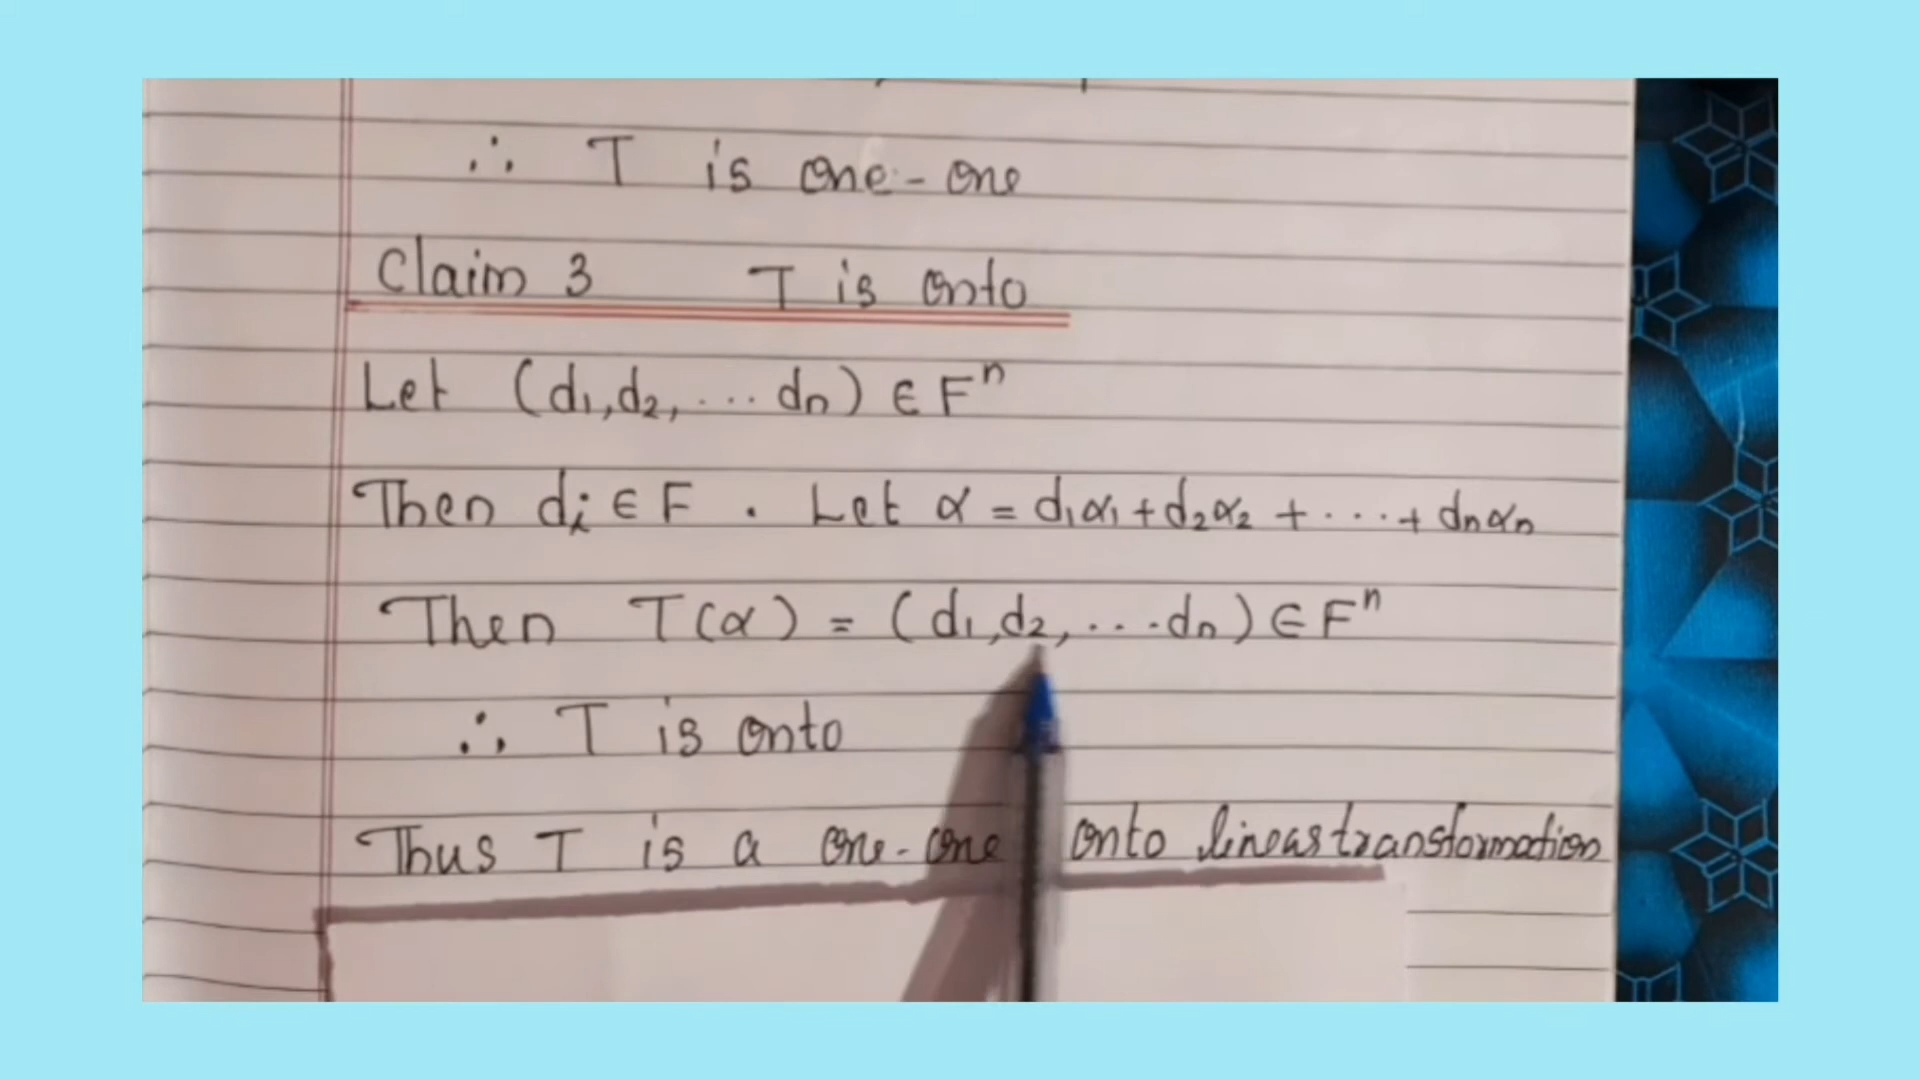 ∴ T is one-one
Claim 3 T is onto
Let (d₁,d₂, ... dₙ) ∈ Fⁿ
Then dᵢ ∈ F . Let α = d₁α₁ + d₂α₂ + ... + dₙαₙ
Then T(α) = (d₁,d₂, ... dₙ) ∈ Fⁿ
∴ T is onto
Thus T is a one-one onto linear transformation